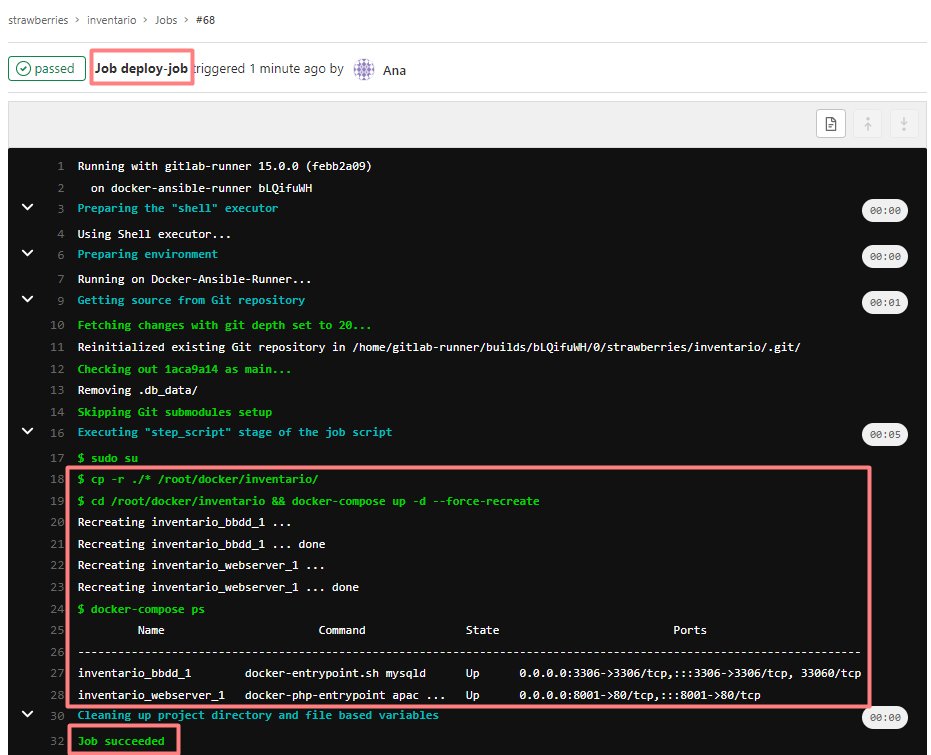 strawberries > inventario > Jobs > #68
passed Job deploy-job triggered 1 minute ago by Ana
1 Running with gitlab-runner 15.0.0 (febb2a09)
2 on docker-ansible-runner bLQifuWH
3 Preparing the "shell" executor 00:00
4 Using Shell executor...
6 Preparing environment 00:00
7 Running on Docker-Ansible-Runner...
9 Getting source from Git repository 00:01
10 Fetching changes with git depth set to 20...
11 Reinitialized existing Git repository in /home/gitlab-runner/builds/bLQifuWH/0/strawberries/inventario/.git/
12 Checking out 1aca9a14 as main...
13 Removing .db_data/
14 Skipping Git submodules setup
16 Executing "step_script" stage of the job script 00:05
17 $ sudo su
18 $ cp -r ./* /root/docker/inventario/
19 $ cd /root/docker/inventario && docker-compose up -d --force-recreate
20 Recreating inventario_bbdd_1 ...
21 Recreating inventario_bbdd_1 ... done
22 Recreating inventario_webserver_1 ...
23 Recreating inventario_webserver_1 ... done
24 $ docker-compose ps
25 Name Command State Ports
26 ---------------------------------------------------------------------------------------------------------------------
27 inventario_bbdd_1 docker-entrypoint.sh mysqld Up 0.0.0.0:3306->3306/tcp,:::3306->3306/tcp, 33060/tcp
28 inventario_webserver_1 docker-php-entrypoint apac ... Up 0.0.0.0:8001->80/tcp,:::8001->80/tcp
30 Cleaning up project directory and file based variables 00:00
32 Job succeeded